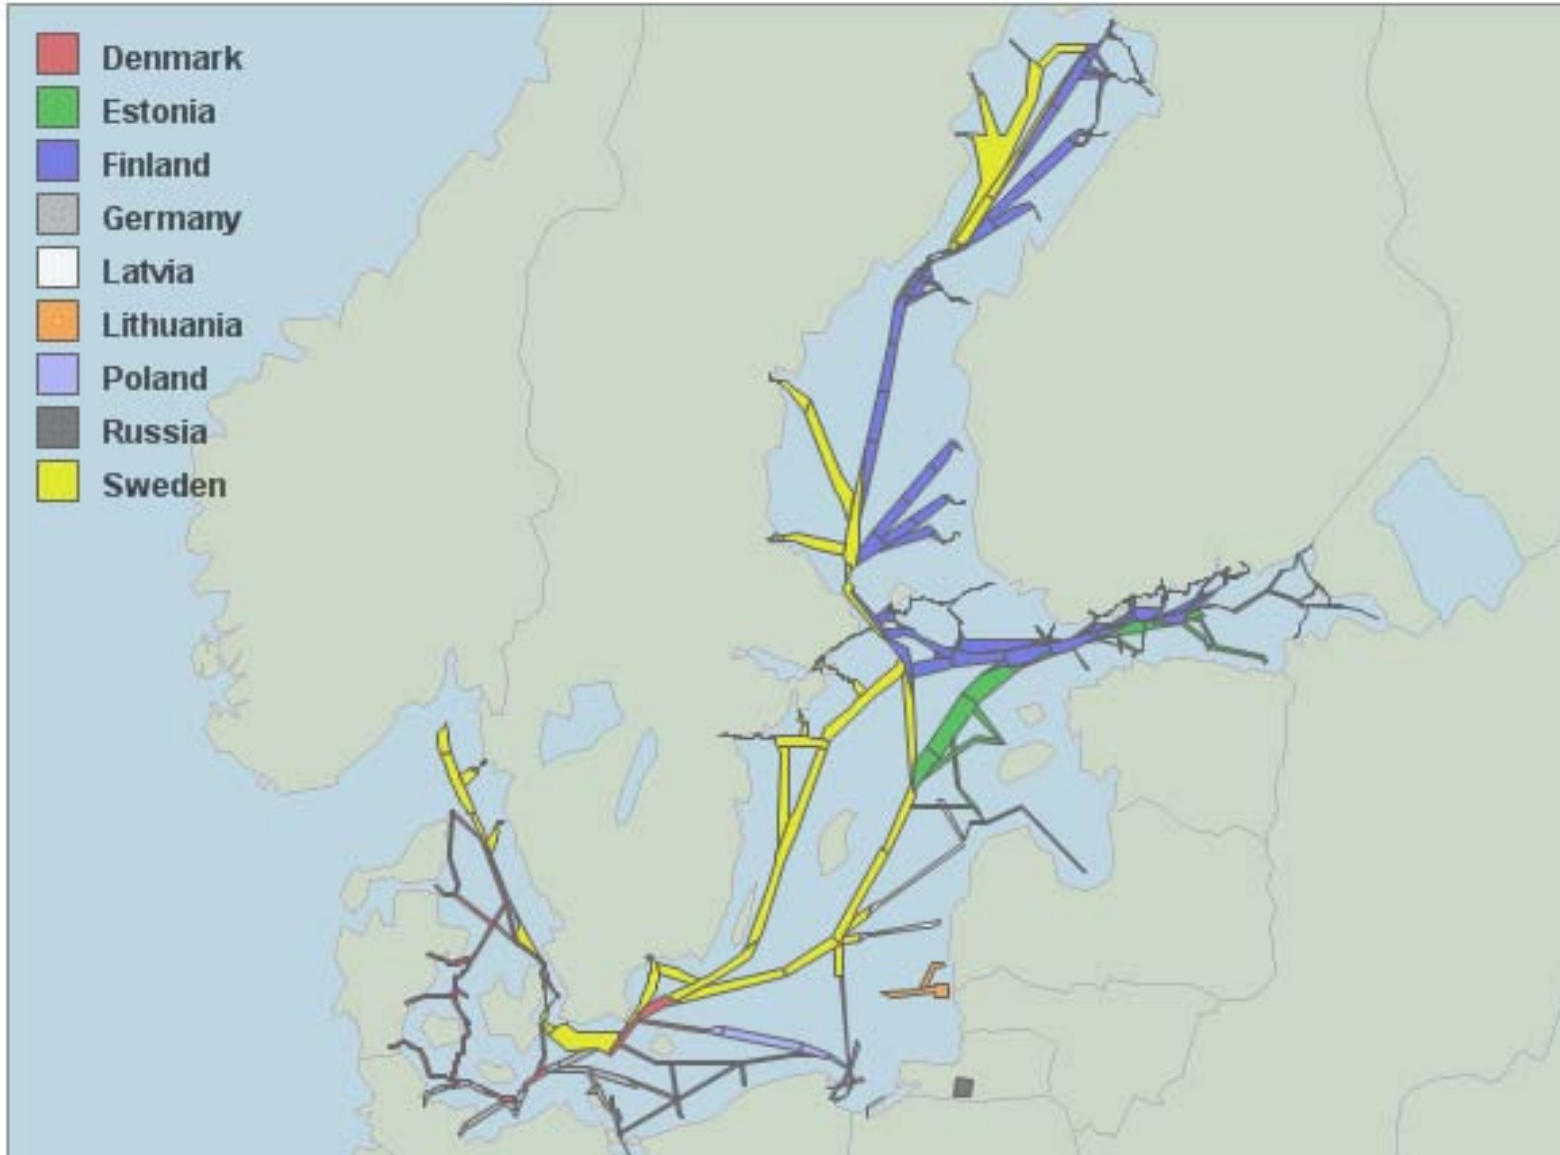 Denmark
Estonia
Finland
Germany
Latvia
Lithuania
Poland
Russia
Sweden